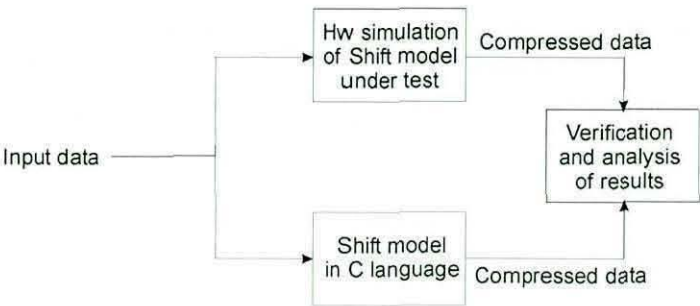 Hw simulation
of Shift model
under test
Compressed data
Input data
Verification
and analysis
of results
Shift model
in C language
Compressed data